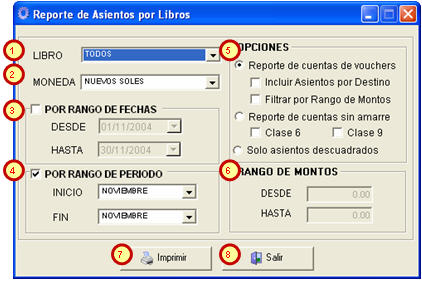 Reporte de Asientos por Libros
1 LIBRO TODOS
2 MONEDA NUEVOS SOLES
3 POR RANGO DE FECHAS
DESDE 01/11/2004
HASTA 30/11/2004
4 POR RANGO DE PERIODO
INICIO NOVIEMBRE
FIN NOVIEMBRE
5 OPCIONES
Reporte de cuentas de vouchers
Incluir Asientos por Destino
Filtrar por Rango de Montos
Reporte de cuentas sin amarre
Clase 6 Clase 9
Solo asientos descuadrados
6 RANGO DE MONTOS
DESDE 0.00
HASTA 0.00
7 Imprimir
8 Salir